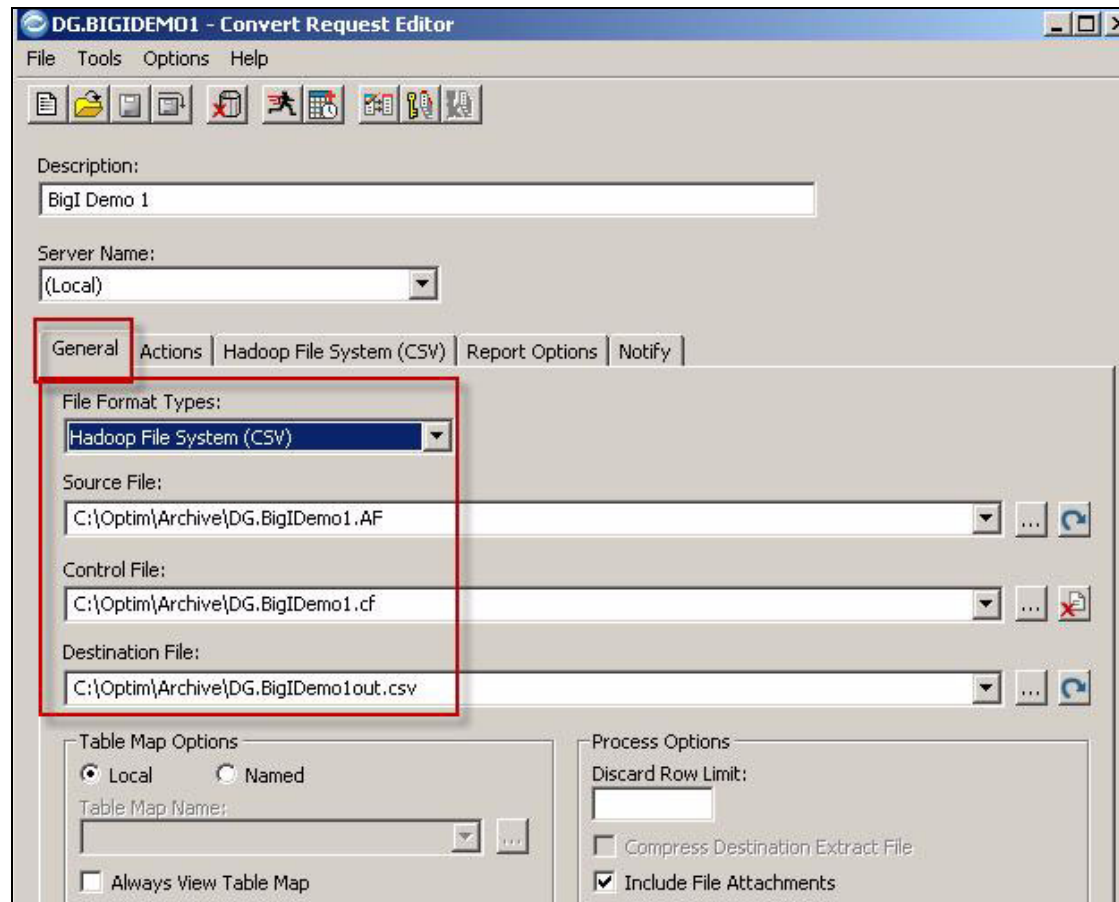 DG.BIGIDEMO1 - Convert Request Editor
File Tools Options Help
Description:
BigI Demo 1
Server Name:
(Local)
General Actions Hadoop File System (CSV) Report Options Notify
File Format Types:
Hadoop File System (CSV)
Source File:
C:\Optim\Archive\DG.BigIDemo1.AF
...
Control File:
C:\Optim\Archive\DG.BigIDemo1.cf
...
Destination File:
C:\Optim\Archive\DG.BigIDemo1out.csv
...
Table Map Options
Local Named
Table Map Name:
...
Always View Table Map
Process Options
Discard Row Limit:
Compress Destination Extract File
Include File Attachments